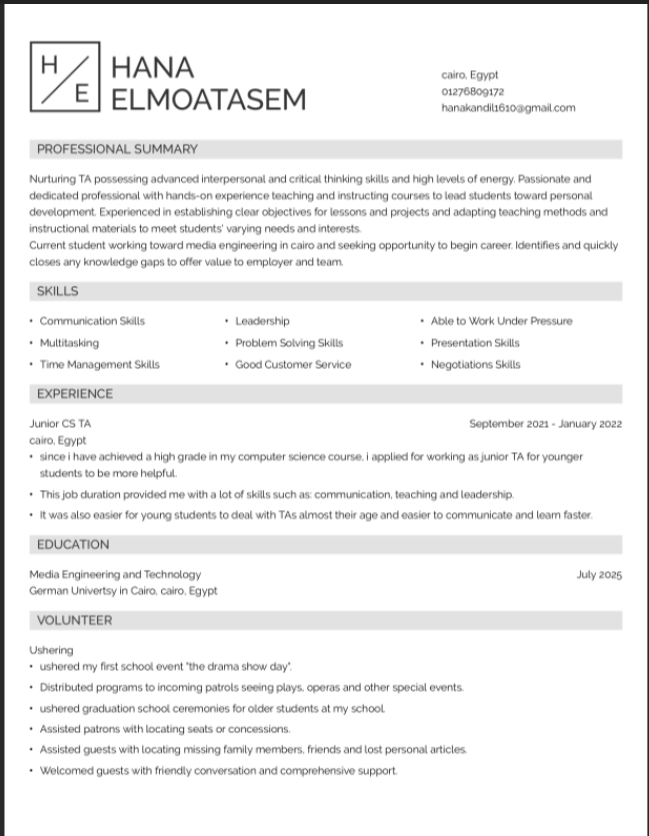 H
E
HANA
ELMOATASEM
cairo, Egypt
01276809172
hanakandil1610@gmail.com
PROFESSIONAL SUMMARY
Nurturing TA possessing advanced interpersonal and critical thinking skills and high levels of energy. Passionate and
dedicated professional with hands-on experience teaching and instructing courses to lead students toward personal
development. Experienced in establishing clear objectives for lessons and projects and adapting teaching methods and
instructional materials to meet students' varying needs and interests.
Current student working toward media engineering in cairo and seeking opportunity to begin career. Identifies and quickly
closes any knowledge gaps to offer value to employer and team.
SKILLS
• Communication Skills
• Leadership
• Able to Work Under Pressure
• Multitasking
• Problem Solving Skills
• Presentation Skills
• Time Management Skills
• Good Customer Service
• Negotiations Skills
EXPERIENCE
Junior CS TA September 2021 - January 2022
cairo, Egypt
• since i have achieved a high grade in my computer science course, i applied for working as junior TA for younger
students to be more helpful.
• This job duration provided me with a lot of skills such as: communication, teaching and leadership.
• It was also easier for young students to deal with TAs almost their age and easier to communicate and learn faster.
EDUCATION
Media Engineering and Technology July 2025
German Univertsy in Cairo, cairo, Egypt
VOLUNTEER
Ushering
• ushered my first school event "the drama show day".
• Distributed programs to incoming patrols seeing plays, operas and other special events.
• ushered graduation school ceremonies for older students at my school.
• Assisted patrons with locating seats or concessions.
• Assisted guests with locating missing family members, friends and lost personal articles.
• Welcomed guests with friendly conversation and comprehensive support.